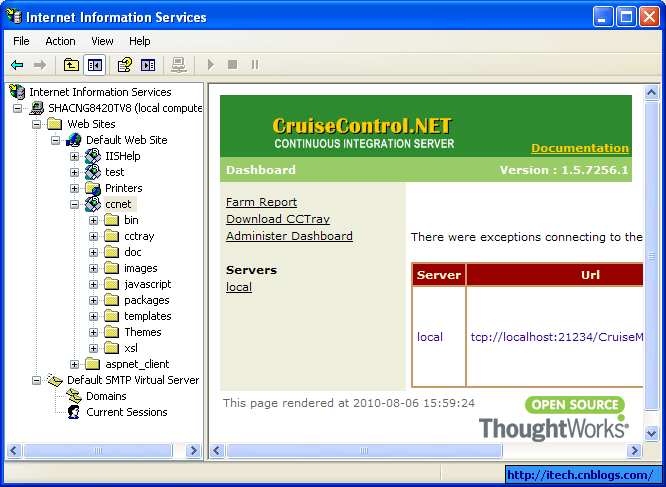 Internet Information Services
File Action View Help
Internet Information Services
SHACNG8420TV8 (local compute
Web Sites
Default Web Site
IISHelp
test
Printers
ccnet
bin
cctray
doc
images
javascript
packages
templates
Themes
xsl
aspnet_client
Default SMTP Virtual Server
Domains
Current Sessions
CruiseControl.NET
CONTINUOUS INTEGRATION SERVER
Documentation
Dashboard Version : 1.5.7256.1
Farm Report
Download CCTray
Administer Dashboard
Servers
local
There were exceptions connecting to the
Server Url
local tcp://localhost:21234/CruiseM
This page rendered at 2010-08-06 15:59:24
OPEN SOURCE
ThoughtWorks
http://itech.cnblogs.com/